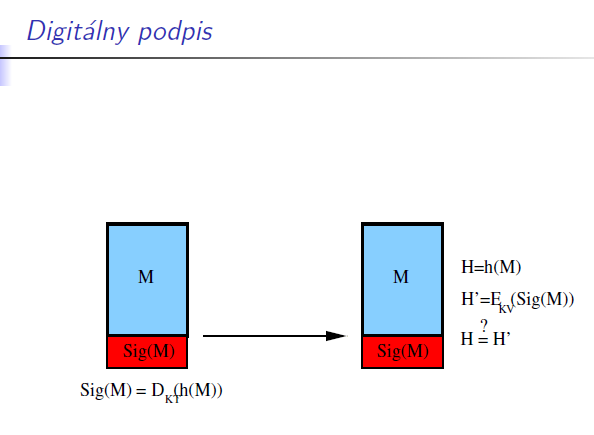 Digitálny podpis
M
Sig(M)
Sig(M) = D_KT(h(M))
M
Sig(M)
H=h(M)
H'=E_KV(Sig(M))
?
H = H'